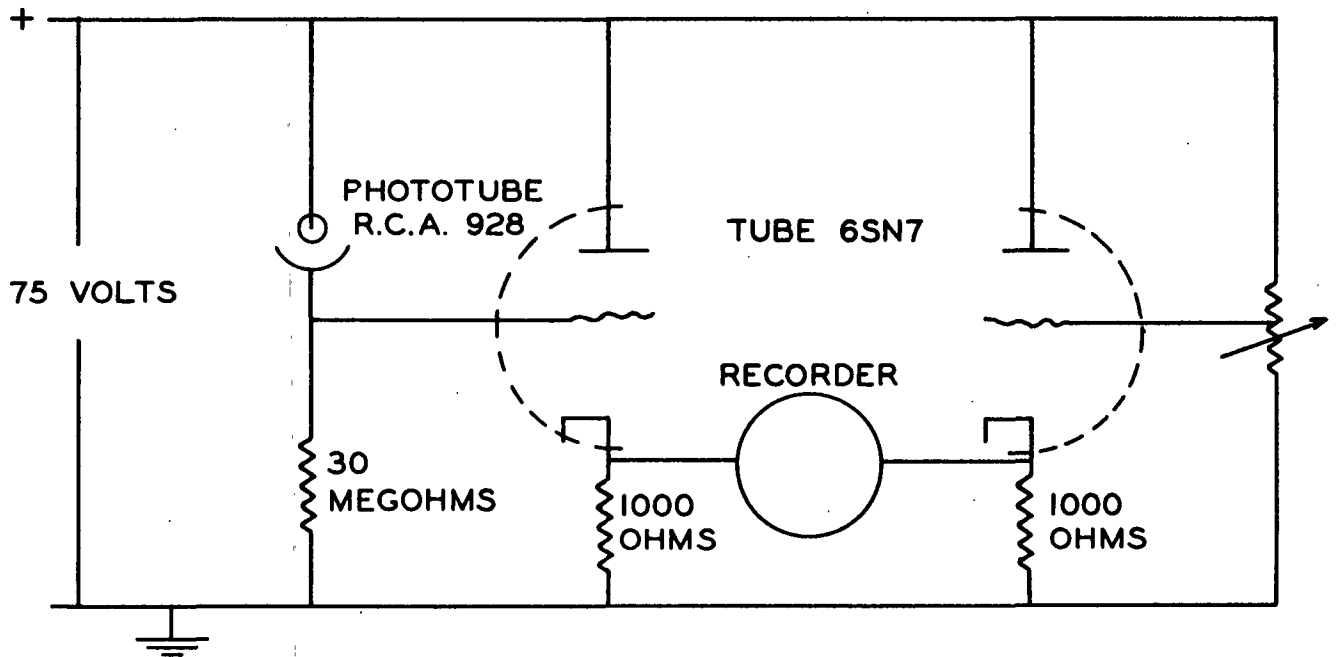 +
PHOTOTUBE
R.C.A. 928
TUBE 6SN7
75 VOLTS
RECORDER
30
MEGOHMS
1000
OHMS
1000
OHMS